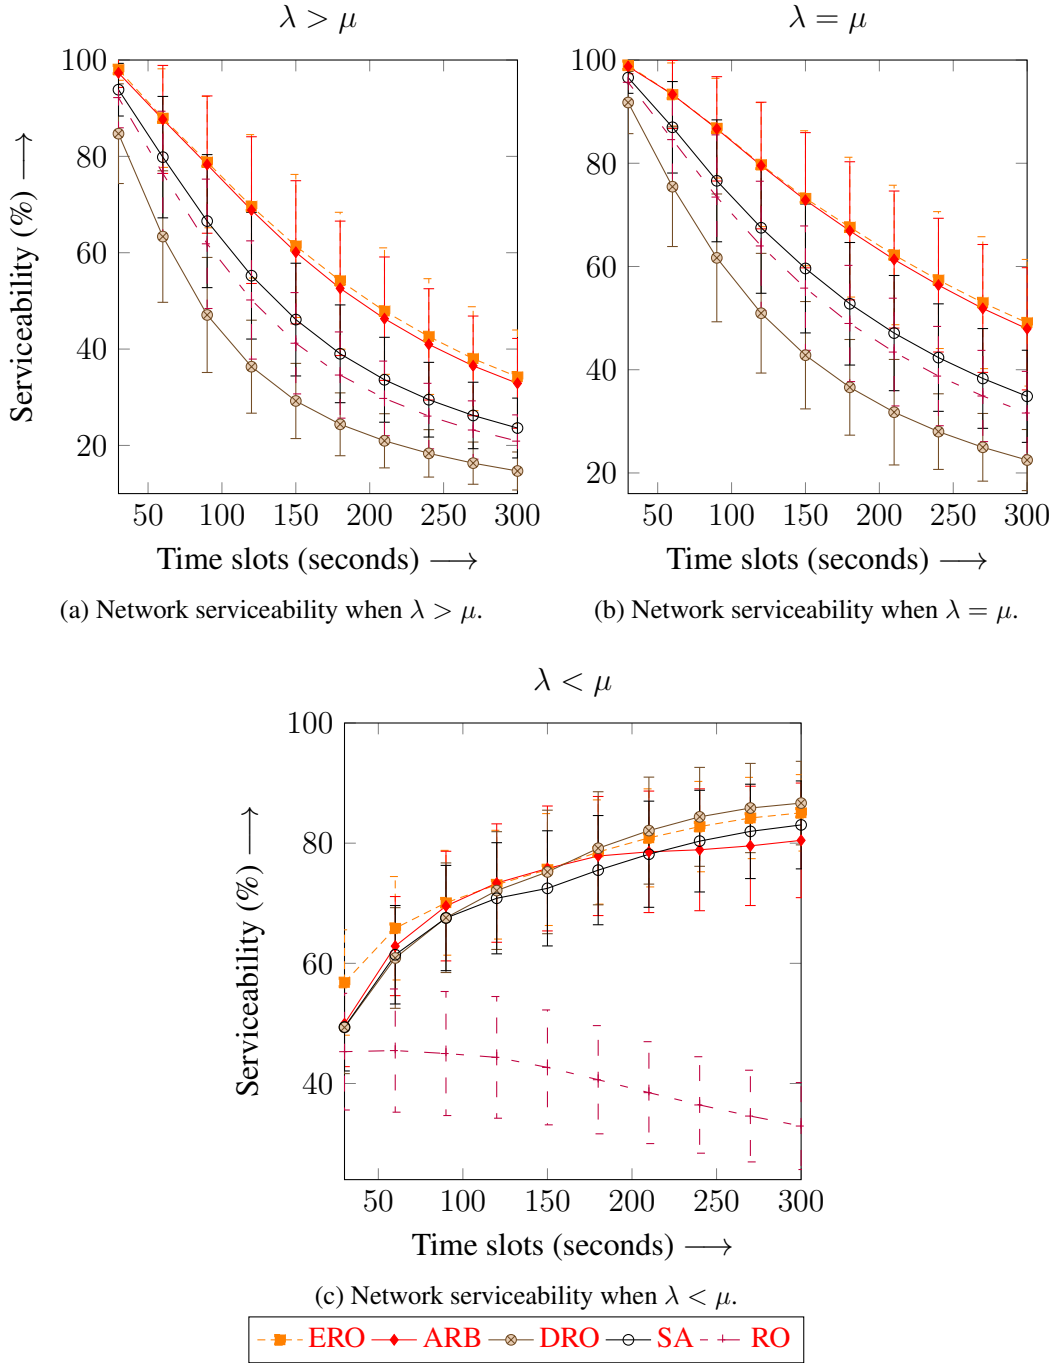 λ > μ
100
80
60
40
20
50 100 150 200 250 300
Serviceability (%) ⟶
Time slots (seconds) ⟶
(a) Network serviceability when λ > μ.
λ = μ
100
80
60
40
20
50 100 150 200 250 300
Time slots (seconds) ⟶
(b) Network serviceability when λ = μ.
λ < μ
100
80
60
40
50 100 150 200 250 300
Serviceability (%) ⟶
Time slots (seconds) ⟶
(c) Network serviceability when λ < μ.
ERO ARB DRO SA RO